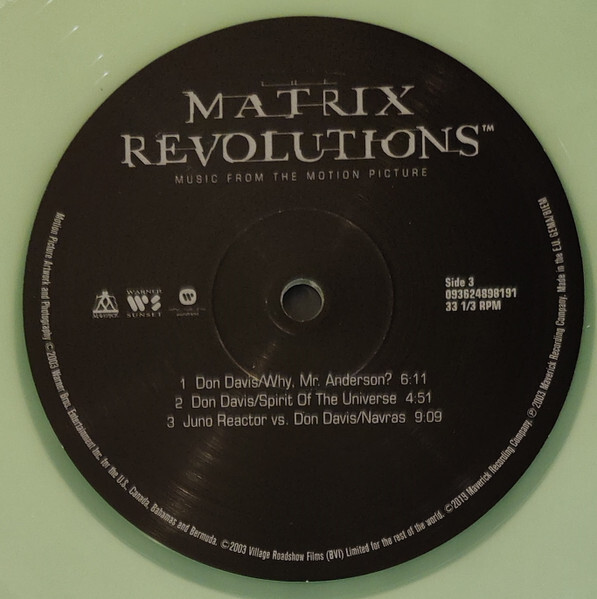 THE
MATRIX
REVOLUTIONS™
MUSIC FROM THE MOTION PICTURE
MAVERICK
WARNER
SUNSET
Side 3
093624898191
33 1/3 RPM
1 Don Davis/Why, Mr. Anderson? 6:11
2 Don Davis/Spirit Of The Universe 4:51
3 Juno Reactor vs. Don Davis/Navras 9:09
Motion Picture Artwork and Photography ©2003 Warner Bros. Entertainment Inc. for the U.S., Canada, Bahamas and Bermuda. ©2003 Village Roadshow Films (BVI) Limited for the rest of the world. ©2019 Maverick Recording Company. ℗2003 Maverick Recording Company. Made in the E.U. GEMA/BIEM